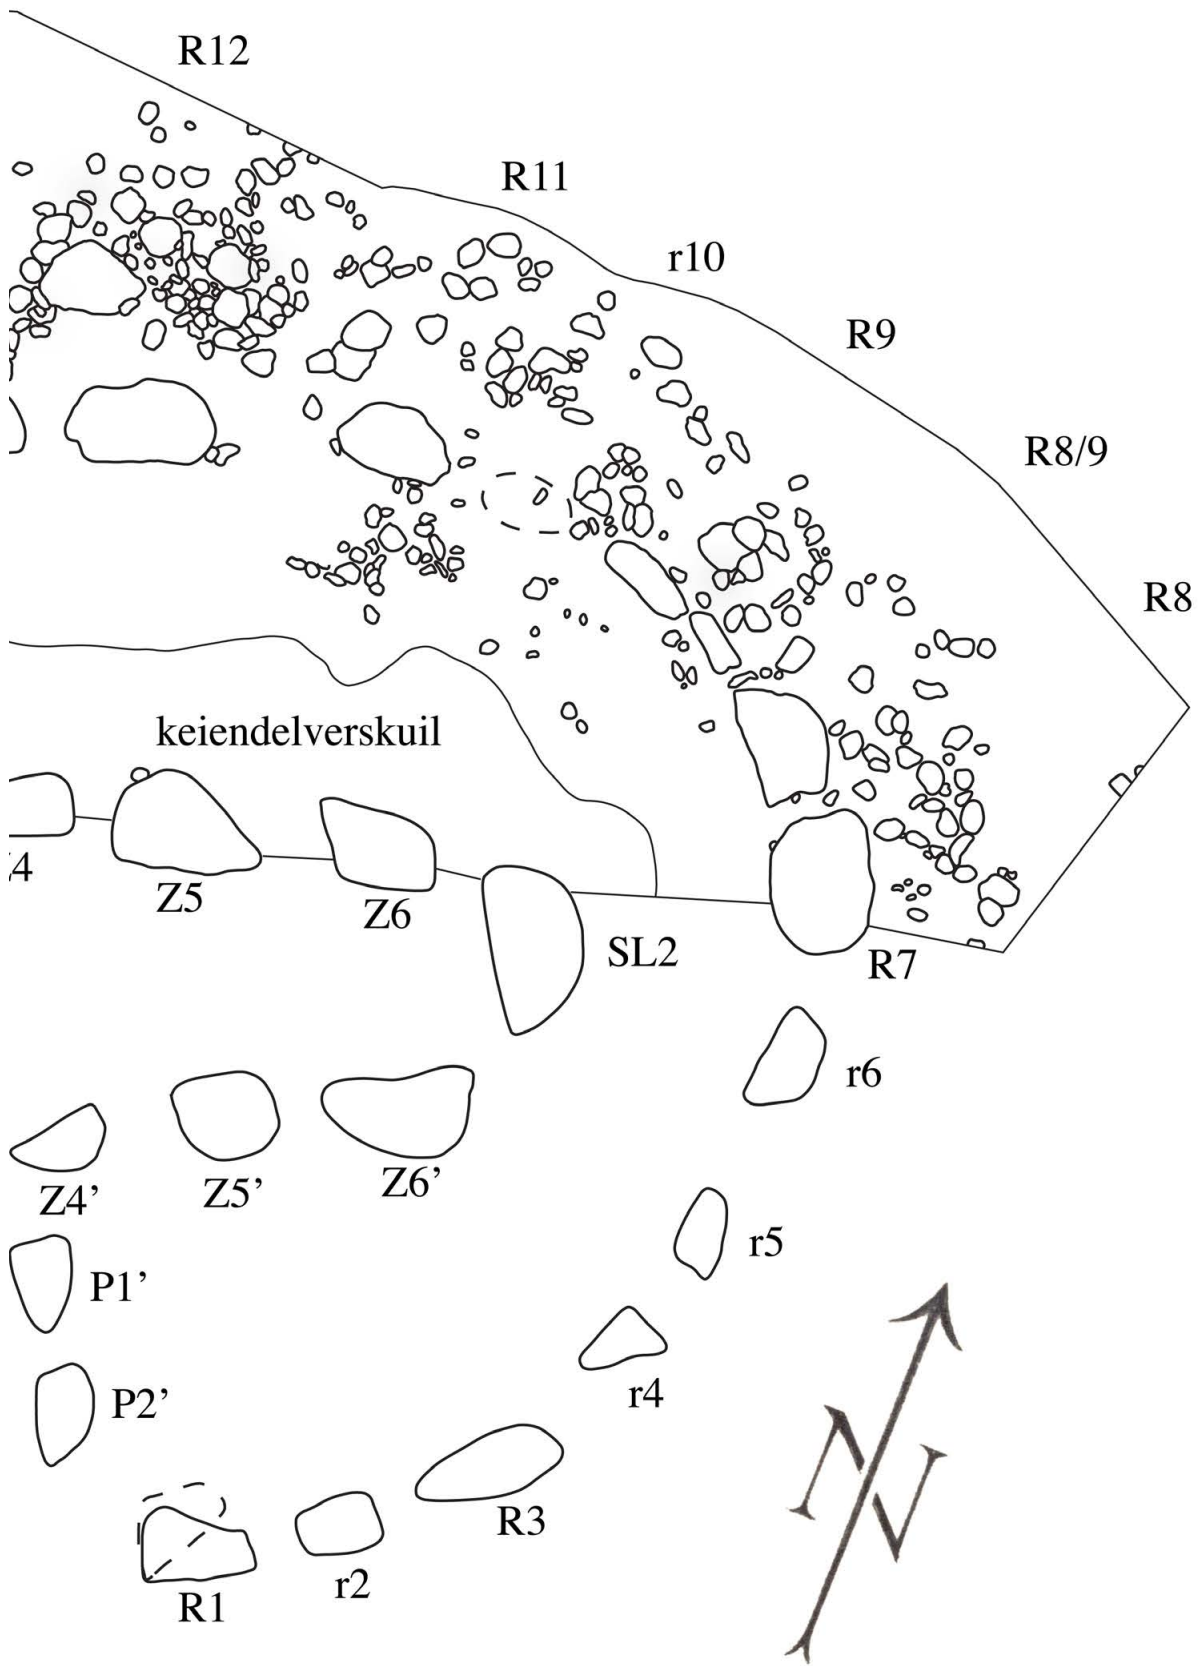 R12
R11
r10
R9
R8/9
R8
keiendelverskuil
Z5
Z6
SL2
R7
r6
Z4’
Z5’
Z6’
r5
P1’
r4
P2’
R3
r2
R1
N